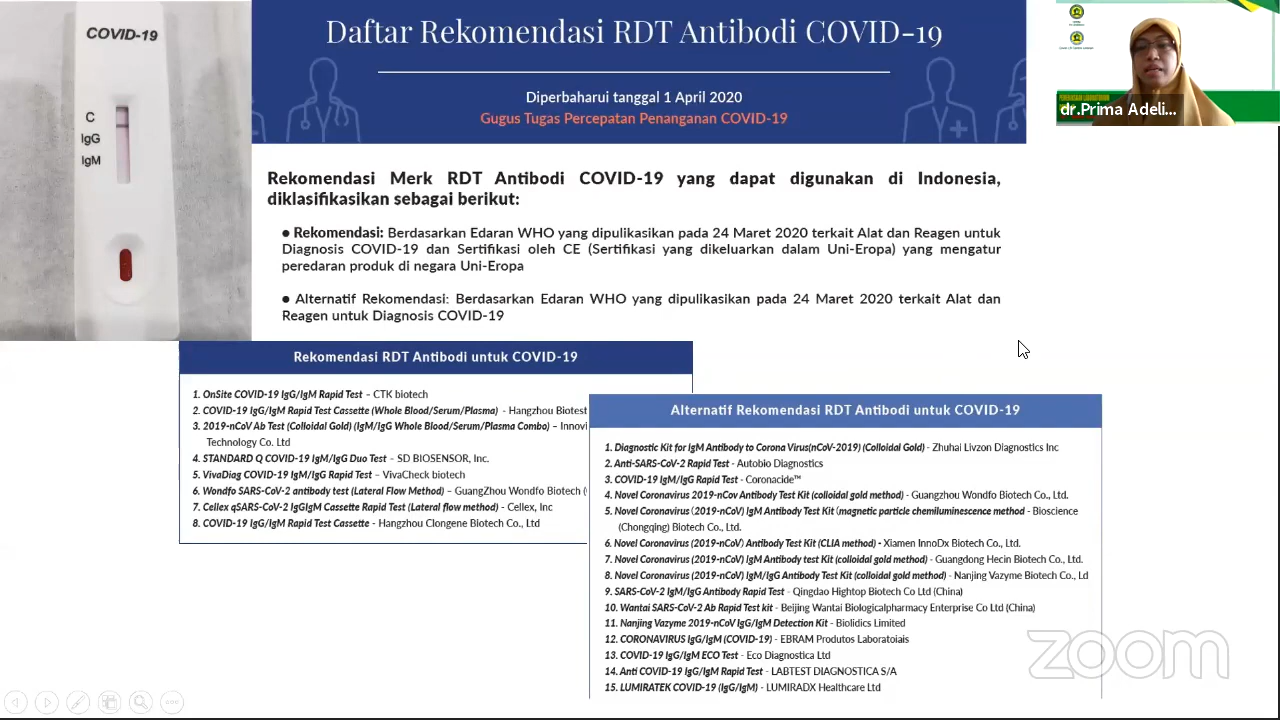 COVID-19
C
IgG
IgM
Daftar Rekomendasi RDT Antibodi COVID-19
Diperbaharui tanggal 1 April 2020
Gugus Tugas Percepatan Penanganan COVID-19
dr.Prima Adeli...
Rekomendasi Merk RDT Antibodi COVID-19 yang dapat digunakan di Indonesia,
diklasifikasikan sebagai berikut:
● Rekomendasi: Berdasarkan Edaran WHO yang dipulikasikan pada 24 Maret 2020 terkait Alat dan Reagen untuk
Diagnosis COVID-19 dan Sertifikasi oleh CE (Sertifikasi yang dikeluarkan dalam Uni-Eropa) yang mengatur
peredaran produk di negara Uni-Eropa
● Alternatif Rekomendasi: Berdasarkan Edaran WHO yang dipulikasikan pada 24 Maret 2020 terkait Alat dan
Reagen untuk Diagnosis COVID-19
Rekomendasi RDT Antibodi untuk COVID-19
1. OnSite COVID-19 IgG/IgM Rapid Test – CTK biotech
2. COVID-19 IgG/IgM Rapid Test Cassette (Whole Blood/Serum/Plasma) - Hangzhou Biotest
3. 2019-nCoV Ab Test (Colloidal Gold) (IgM/IgG Whole Blood/Serum/Plasma Combo) – Innovi
Technology Co. Ltd
4. STANDARD Q COVID-19 IgM/IgG Duo Test – SD BIOSENSOR, Inc.
5. VivaDiag COVID-19 IgM/IgG Rapid Test – VivaCheck biotech
6. Wondfo SARS-CoV-2 antibody test (Lateral Flow Method) – GuangZhou Wondfo Biotech (
7. Cellex qSARS-CoV-2 IgGIgM Cassette Rapid Test (Lateral flow method) - Cellex, Inc
8. COVID-19 IgG/IgM Rapid Test Cassette - Hangzhou Clongene Biotech Co., Ltd
Alternatif Rekomendasi RDT Antibodi untuk COVID-19
1. Diagnostic Kit for IgM Antibody to Corona Virus(nCoV-2019) (Colloidal Gold) - Zhuhai Livzon Diagnostics Inc
2. Anti-SARS-CoV-2 Rapid Test - Autobio Diagnostics
3. COVID-19 IgM/IgG Rapid Test - Coronacide™
4. Novel Coronavirus 2019-nCov Antibody Test Kit (colloidal gold method) - Guangzhou Wondfo Biotech Co., Ltd.
5. Novel Coronavirus (2019-nCoV) IgM Antibody Test Kit (magnetic particle chemiluminescence method - Bioscience
(Chongqing) Biotech Co., Ltd.
6. Novel Coronavirus (2019-nCoV) Antibody Test Kit (CLIA method) - Xiamen InnoDx Biotech Co., Ltd.
7. Novel Coronavirus (2019-nCoV) IgM Antibody test Kit (colloidal gold method) - Guangdong Hecin Biotech Co., Ltd.
8. Novel Coronavirus (2019-nCoV) IgM/IgG Antibody Test Kit (colloidal gold method) - Nanjing Vazyme Biotech Co., Ld
9. SARS-CoV-2 IgM/IgG Antibody Rapid Test - Qingdao Hightop Biotech Co Ltd (China)
10. Wantai SARS-CoV-2 Ab Rapid Test kit - Beijing Wantai Biologicalpharmacy Enterprise Co Ltd (China)
11. Nanjing Vazyme 2019-nCoV IgG/IgM Detection Kit - Biolidics Limited
12. CORONAVIRUS IgG/IgM (COVID-19) - EBRAM Produtos Laboratoiais
13. COVID-19 IgG/IgM ECO Test - Eco Diagnostica Ltd
14. Anti COVID-19 IgG/IgM Rapid Test - LABTEST DIAGNOSTICA S/A
15. LUMIRATEK COVID-19 (IgG/IgM) - LUMIRADX Healthcare Ltd
zoom